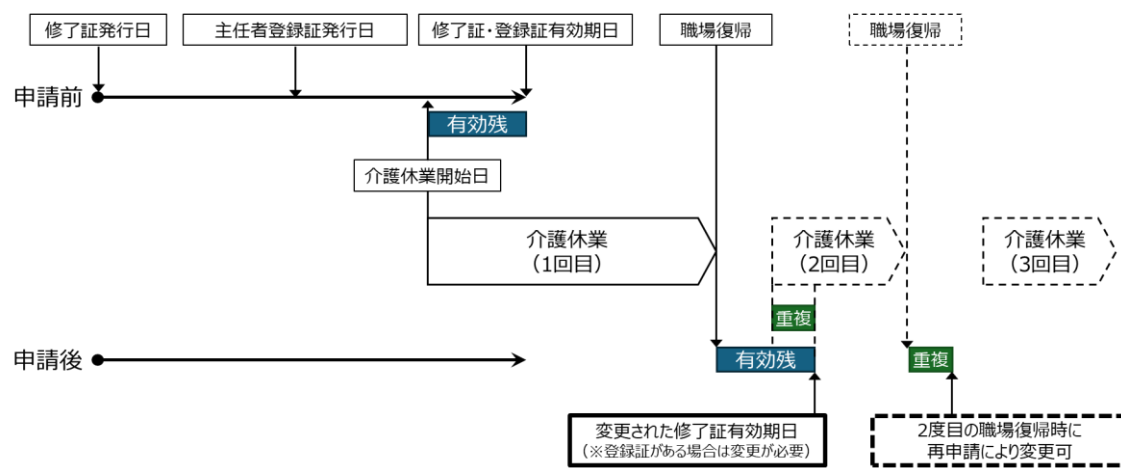 修了証発行日
主任者登録証発行日
修了証・登録証有効期日
職場復帰
職場復帰
申請前
有効残
介護休業開始日
介護休業
（1回目）
介護休業
（2回目）
介護休業
（3回目）
重複
申請後
有効残
重複
変更された修了証有効期日
（※登録証がある場合は変更が必要）
2度目の職場復帰時に
再申請により変更可